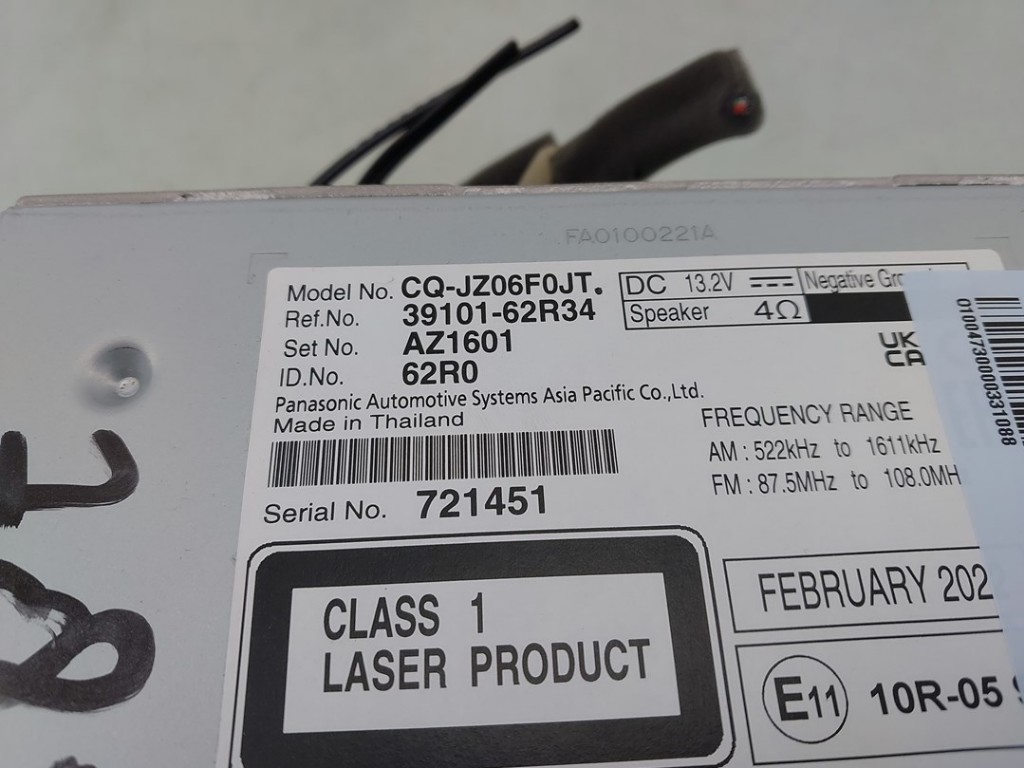 FA0100221A
Model No. CQ-JZ06F0JT.
Ref.No. 39101-62R34
Set No. AZ1601
ID.No. 62R0
DC 13.2V Negative
Speaker 4Ω
UK
CA
Panasonic Automotive Systems Asia Pacific Co.,Ltd.
Made in Thailand
Serial No. 721451
FREQUENCY RANGE
AM : 522kHz to 1611kHz
FM : 87.5MHz to 108.0MH
CLASS 1
LASER PRODUCT
FEBRUARY 202
E11 10R-05